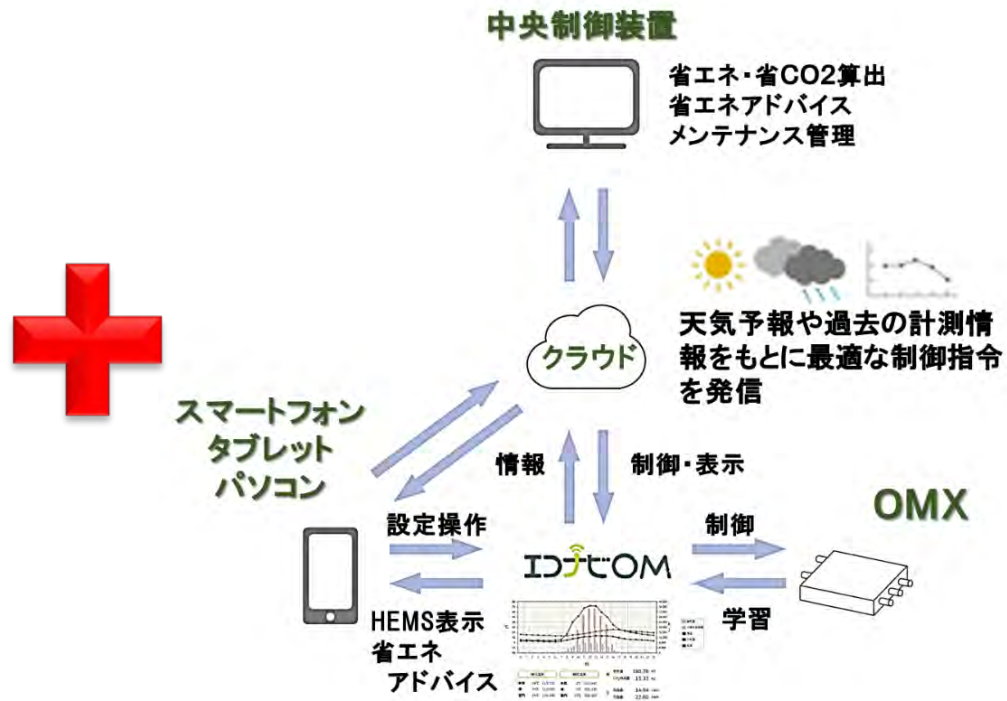 中央制御装置
省エネ・省CO2算出
省エネアドバイス
メンテナンス管理
クラウド
天気予報や過去の計測情
報をもとに最適な制御指令
を発信
スマートフォン
タブレット
パソコン
情報
制御・表示
設定操作
HEMS表示
省エネ
アドバイス
エコナビOM
制御
学習
OMX